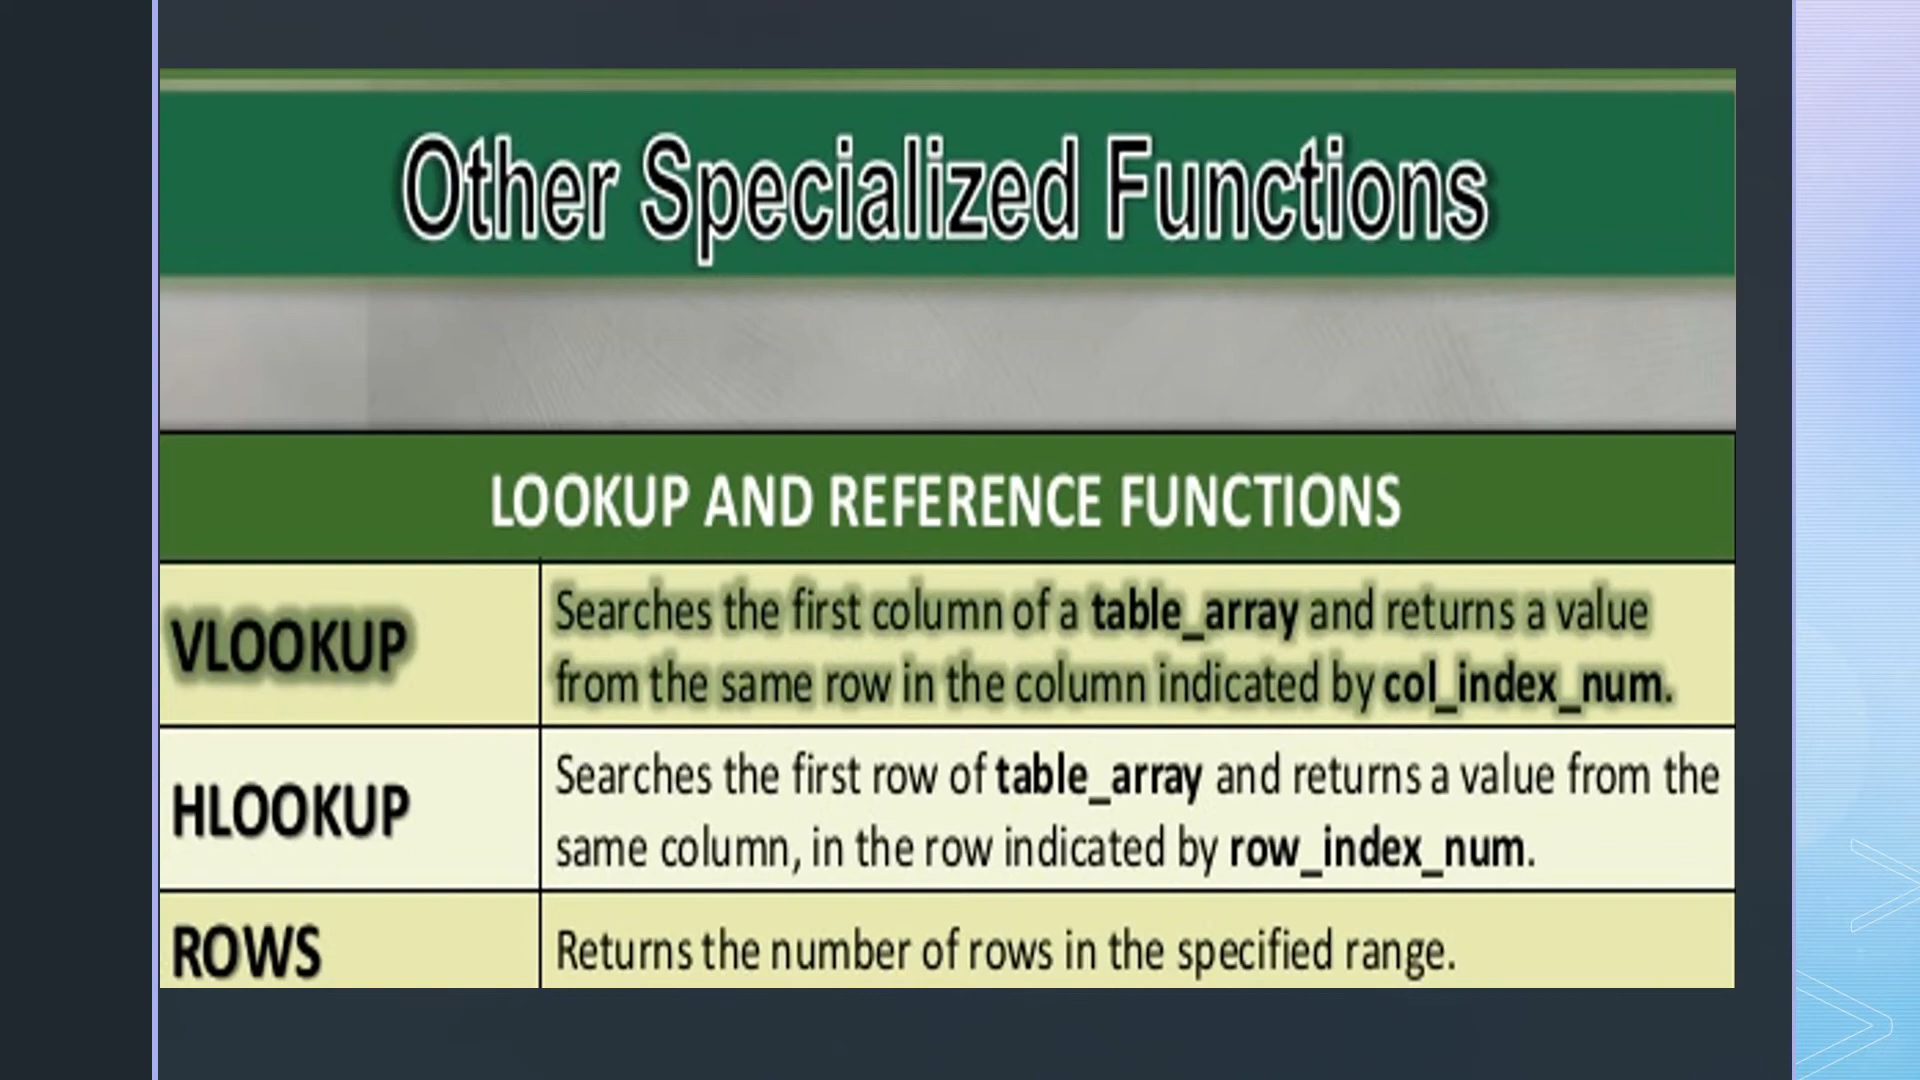 Other Specialized Functions
LOOKUP AND REFERENCE FUNCTIONS
VLOOKUP
Searches the first column of a table_array and returns a value
from the same row in the column indicated by col_index_num.
HLOOKUP
Searches the first row of table_array and returns a value from the
same column, in the row indicated by row_index_num.
ROWS
Returns the number of rows in the specified range.